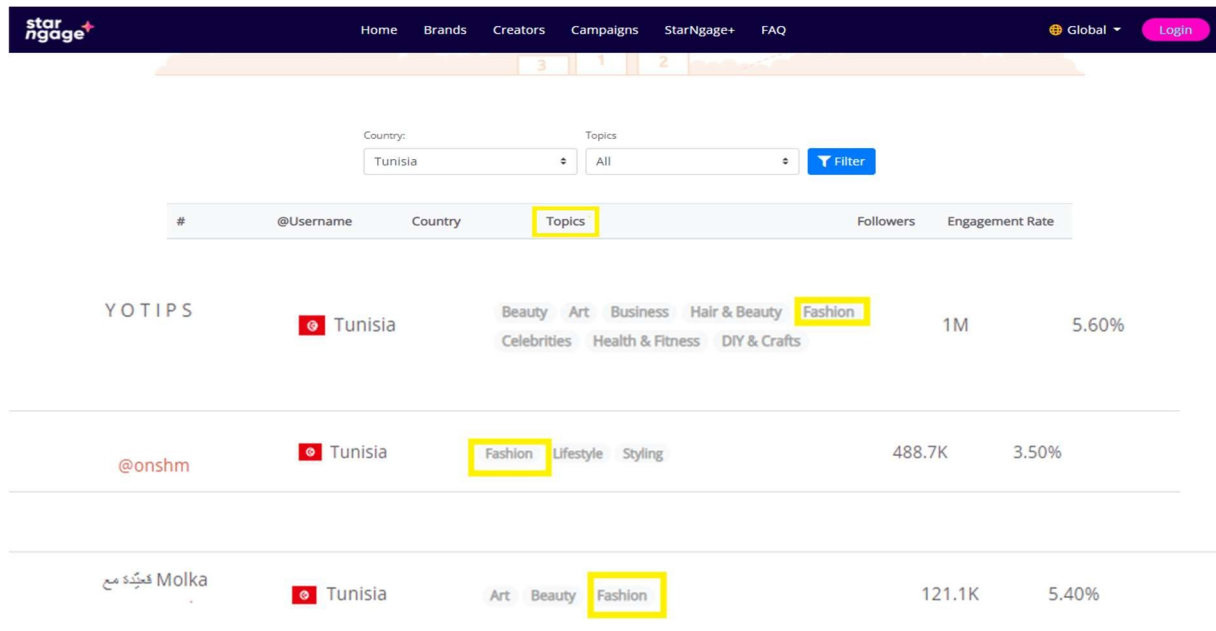 star
ngage
Home Brands Creators Campaigns StarNgage+ FAQ Global Login
3 1 2
Country: Topics
Tunisia All Filter
# @Username Country Topics Followers Engagement Rate
YOTIPS Tunisia Beauty Art Business Hair & Beauty Fashion 1M 5.60%
Celebrities Health & Fitness DIY & Crafts
@onshm Tunisia Fashion Lifestyle Styling 488.7K 3.50%
Molka مع Tunisia Art Beauty Fashion 121.1K 5.40%